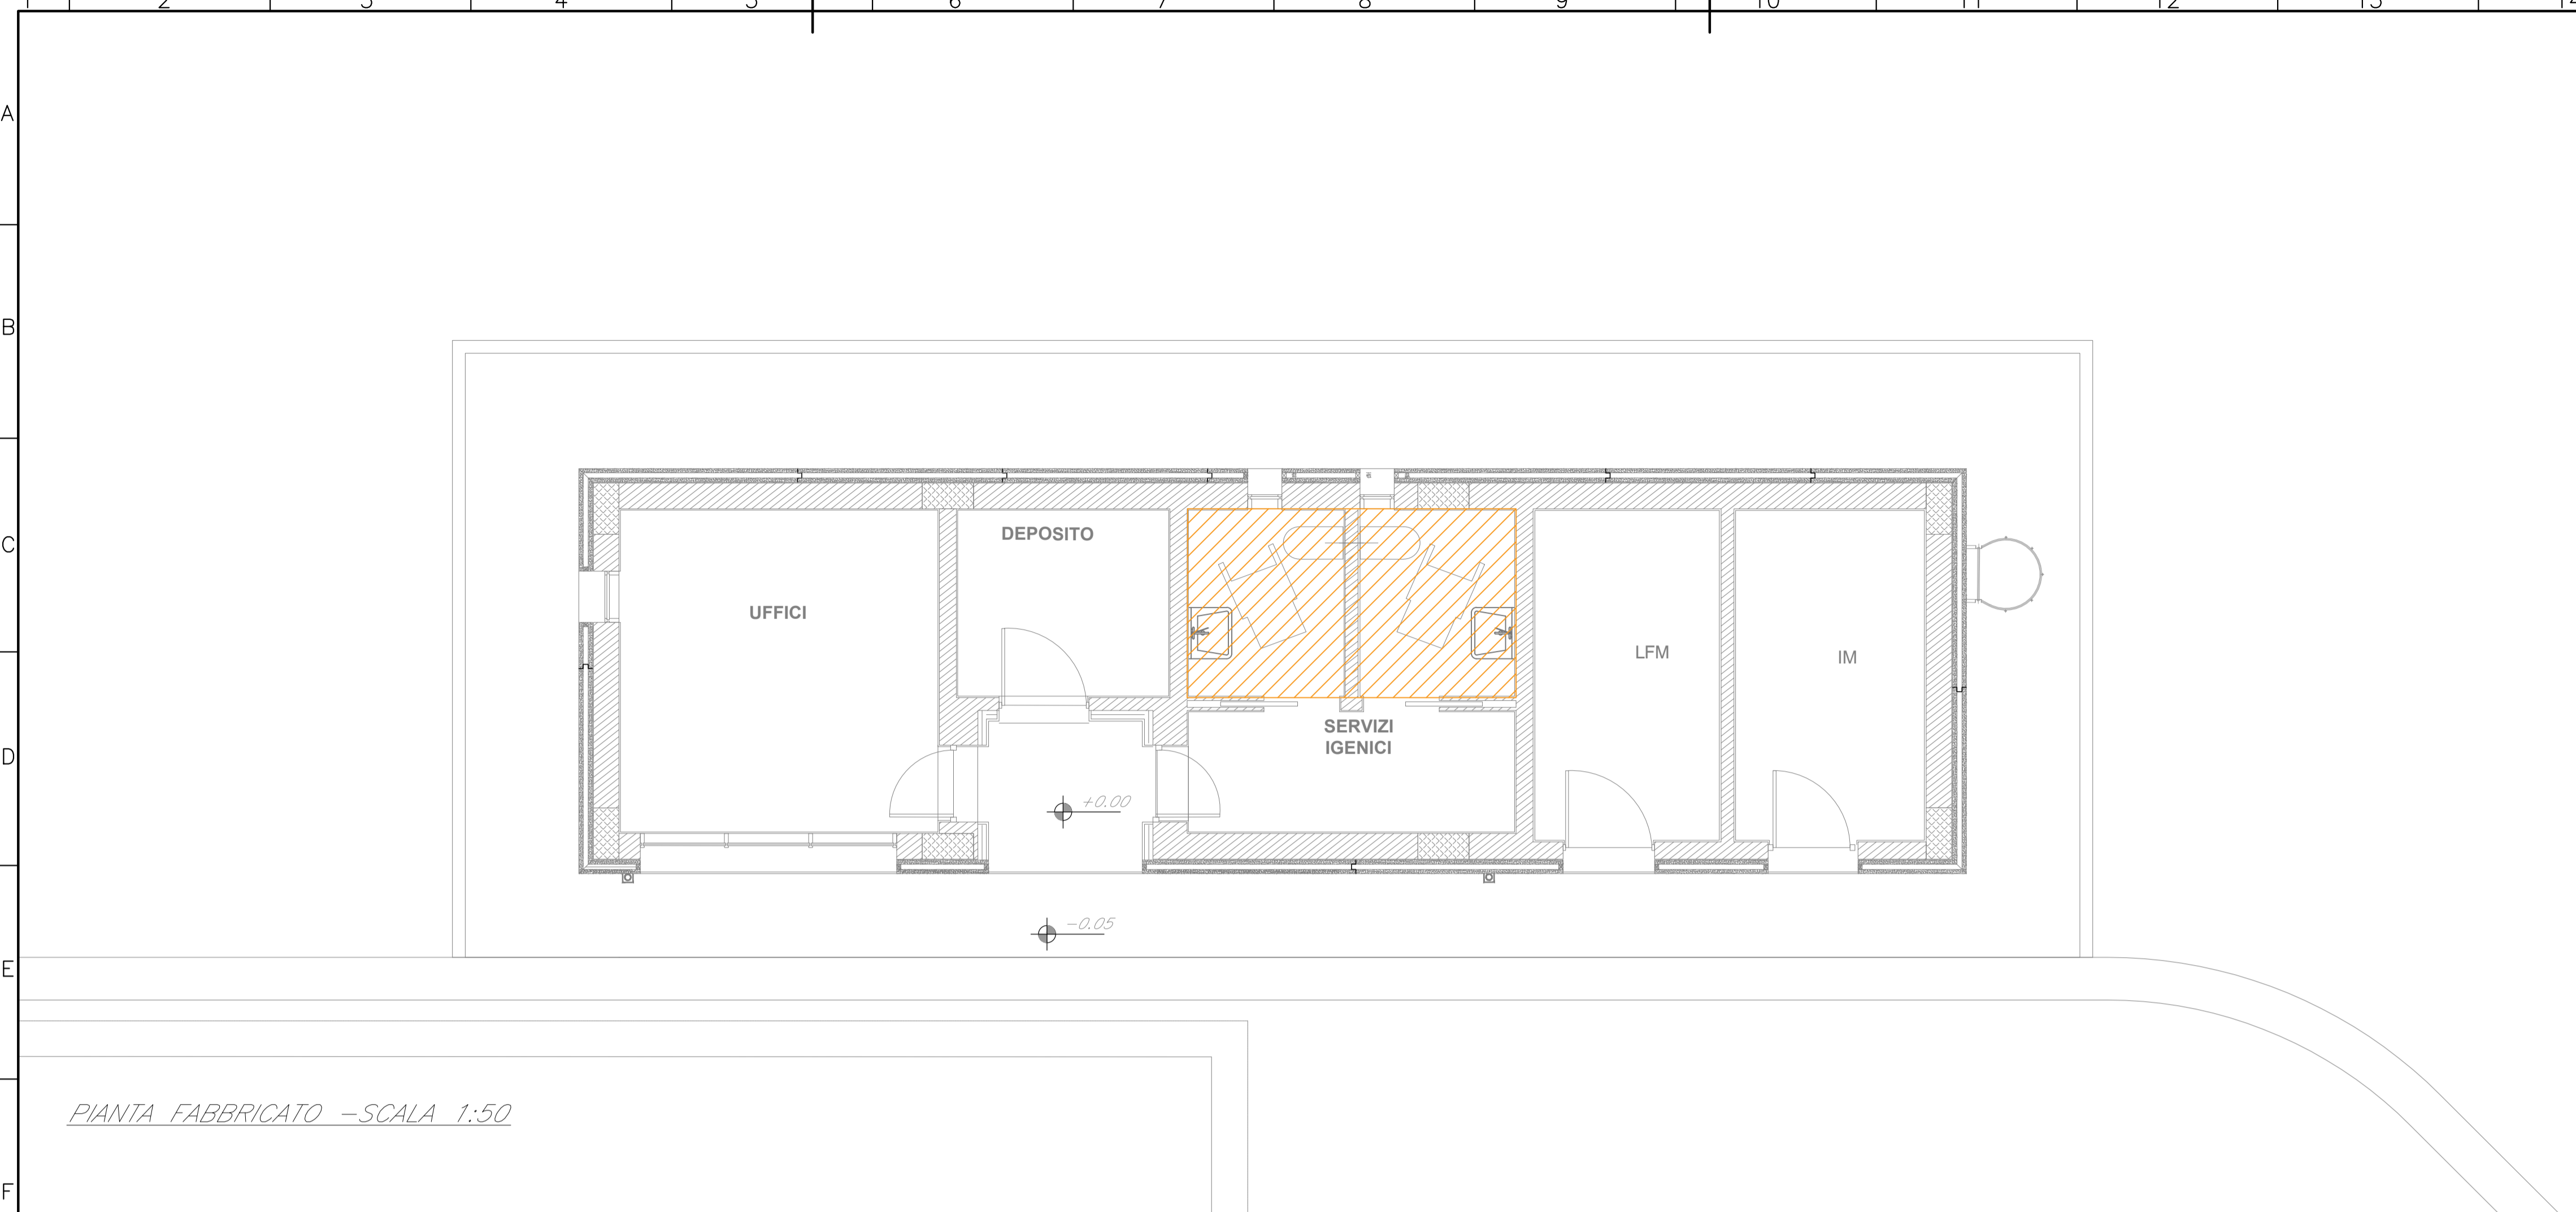 2 3 4 5 6 7 8 9 10 11 12 13 14
A
B
C
D
E
F
DEPOSITO
UFFICI
LFM
IM
SERVIZI
IGENICI
+0.00
-0.05
PIANTA FABBRICATO -SCALA 1:50